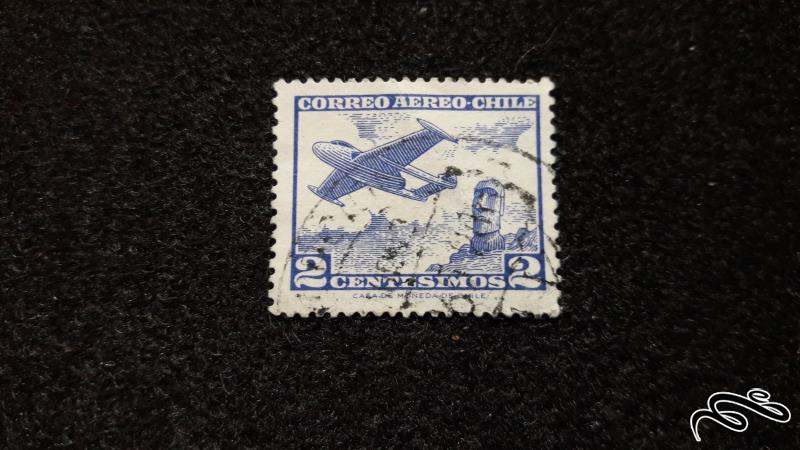 CORREO AEREO-CHILE
2 CENTESIMOS 2
CASA DE MONEDA DE CHILE